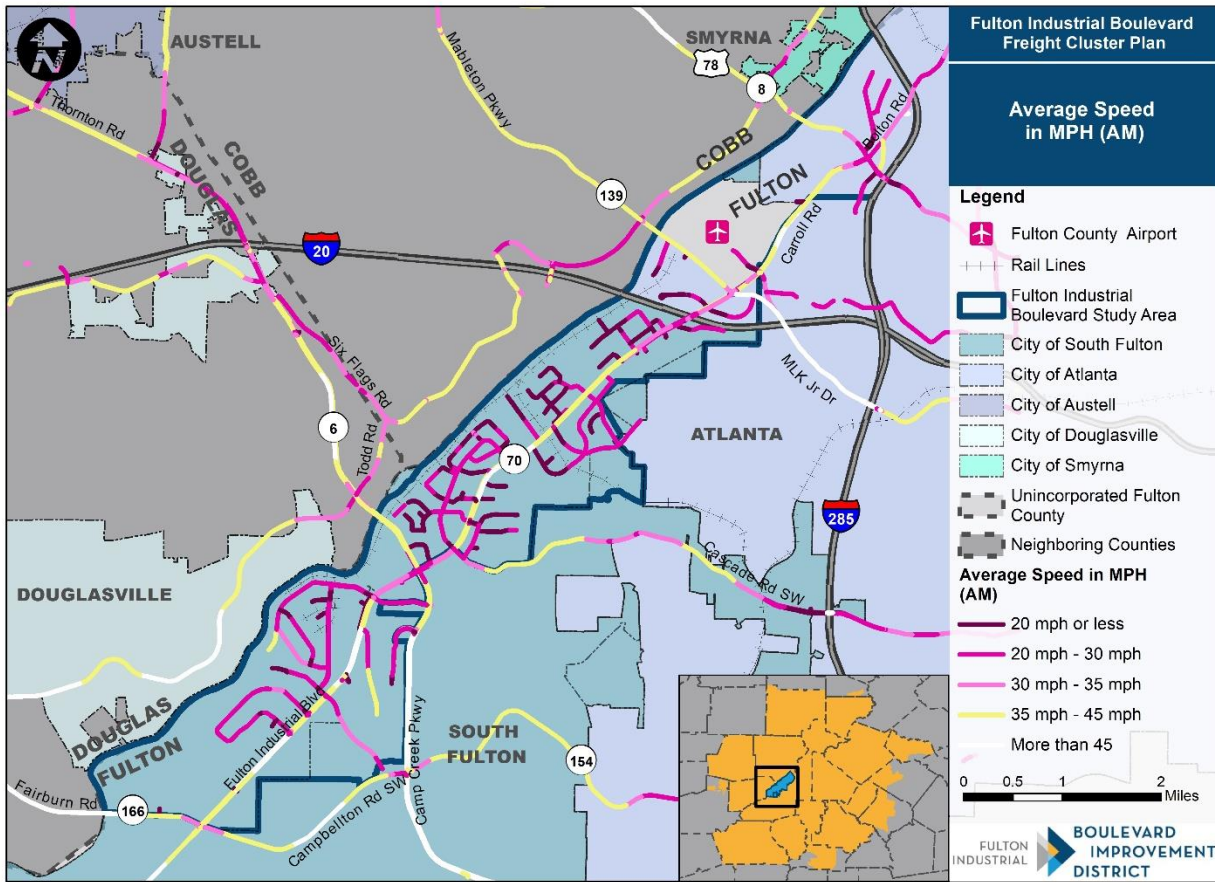 Fulton Industrial Boulevard
Freight Cluster Plan
Average Speed
in MPH (AM)
Legend
Fulton County Airport
Rail Lines
Fulton Industrial
Boulevard Study Area
City of South Fulton
City of Atlanta
City of Austell
City of Douglasville
City of Smyrna
Unincorporated Fulton
County
Neighboring Counties
Average Speed in MPH
(AM)
20 mph or less
20 mph - 30 mph
30 mph - 35 mph
35 mph - 45 mph
More than 45
0 0.5 1 2
Miles
FULTON
INDUSTRIAL
BOULEVARD
IMPROVEMENT
DISTRICT
N
AUSTELL
SMYRNA
78
8
Mableton Pkwy
Thornton Rd
Bolton Rd
COBB
DOUGLAS
COBB
FULTON
139
20
Carroll Rd
Six Flags Rd
MLK Jr Dr
6
Todd Rd
70
ATLANTA
285
Cascade Rd SW
DOUGLASVILLE
DOUGLAS
FULTON
Fulton Industrial Blvd
Camp Creek Pkwy
SOUTH
FULTON
154
Fairburn Rd
166
Campbellton Rd SW